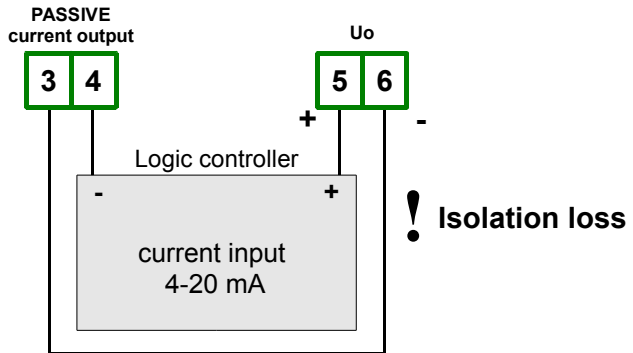 PASSIVE
current output
Uo
3 4
5 6
+ -
Logic controller
- +
! Isolation loss
current input
4-20 mA